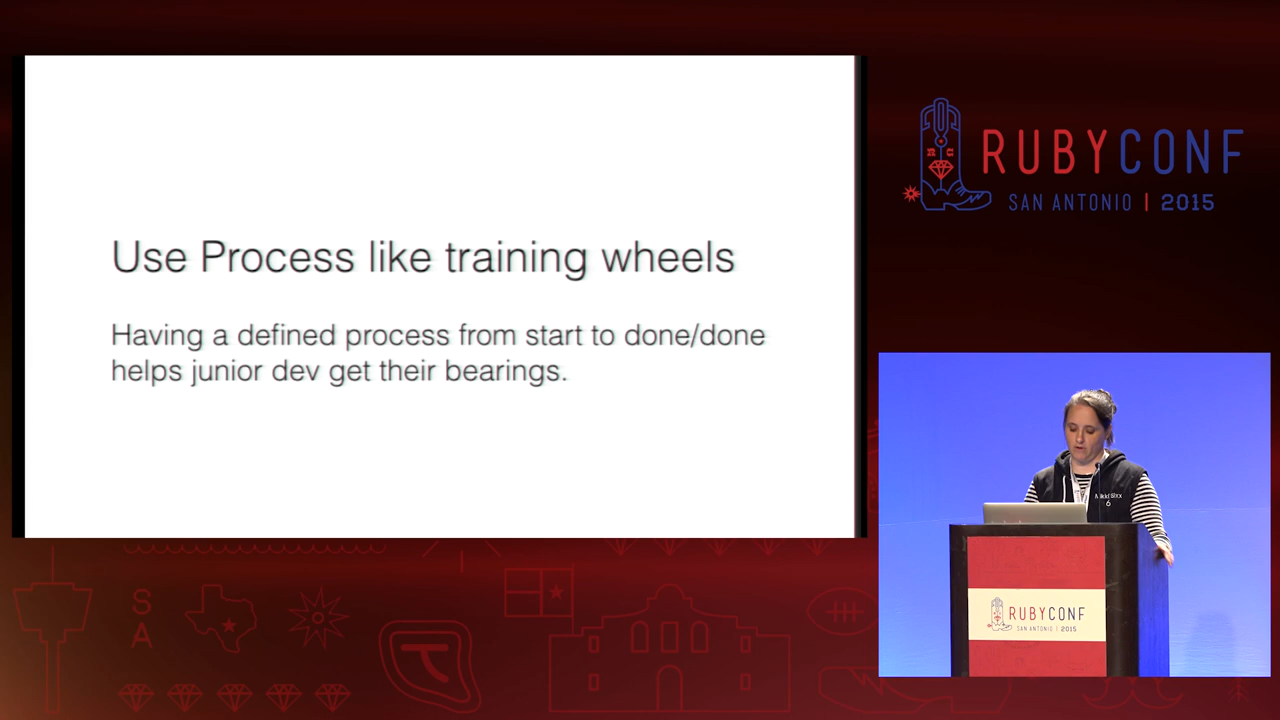 Use Process like training wheels
Having a defined process from start to done/done
helps junior dev get their bearings.
RUBYCONF
SAN ANTONIO | 2015
6
RUBYCONF
SAN ANTONIO | 2015
S
A